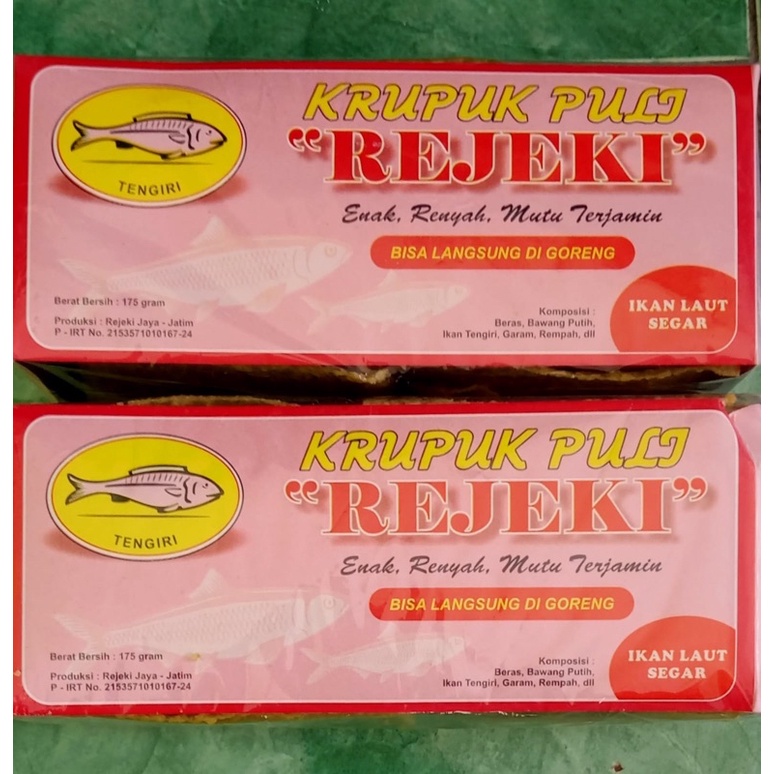 KRUPUK PULI
"REJEKI"
TENGIRI
Enak, Renyah, Mutu Terjamin
BISA LANGSUNG DI GORENG
Berat Bersih : 175 gram
Produksi : Rejeki Jaya - Jatim
P - IRT No. 2153571010167-24
Komposisi :
Beras, Bawang Putih,
Ikan Tengiri, Garam, Rempah, dll
IKAN LAUT
SEGAR
KRUPUK PULI
"REJEKI"
TENGIRI
Enak, Renyah, Mutu Terjamin
BISA LANGSUNG DI GORENG
Berat Bersih : 175 gram
Produksi : Rejeki Jaya - Jatim
P - IRT No. 2153571010167-24
Komposisi :
Beras, Bawang Putih,
Ikan Tengiri, Garam, Rempah, dll
IKAN LAUT
SEGAR